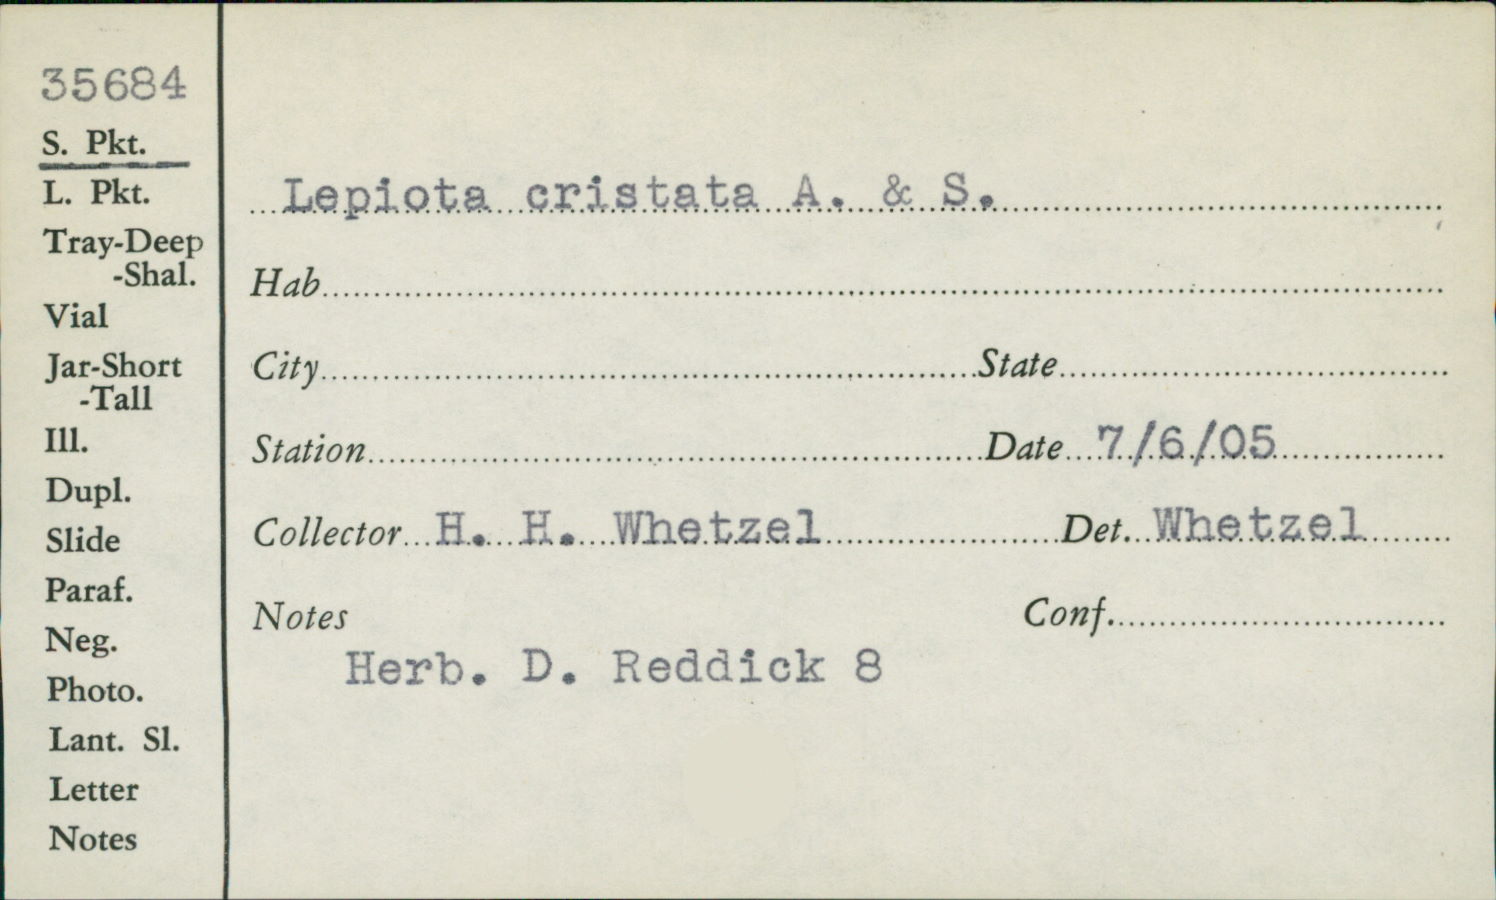 35684
S. Pkt.
L. Pkt.
Tray-Deep
-Shal.
Vial
Jar-Short
-Tall
Ill.
Dupl.
Slide
Paraf.
Neg.
Photo.
Lant. Sl.
Letter
Notes
Lepiota cristata A. & S.
Hab
City State
Station Date 7/6/05
Collector H. H. Whetzel Det. Whetzel
Notes Conf.
Herb. D. Reddick 8